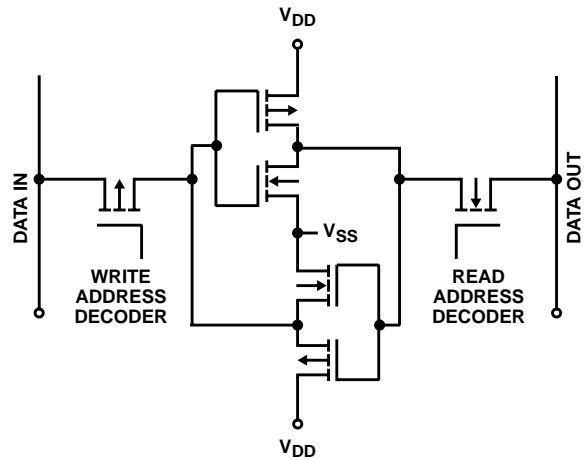 VDD
DATA IN
DATA OUT
VSS
WRITE
ADDRESS
DECODER
READ
ADDRESS
DECODER
VDD